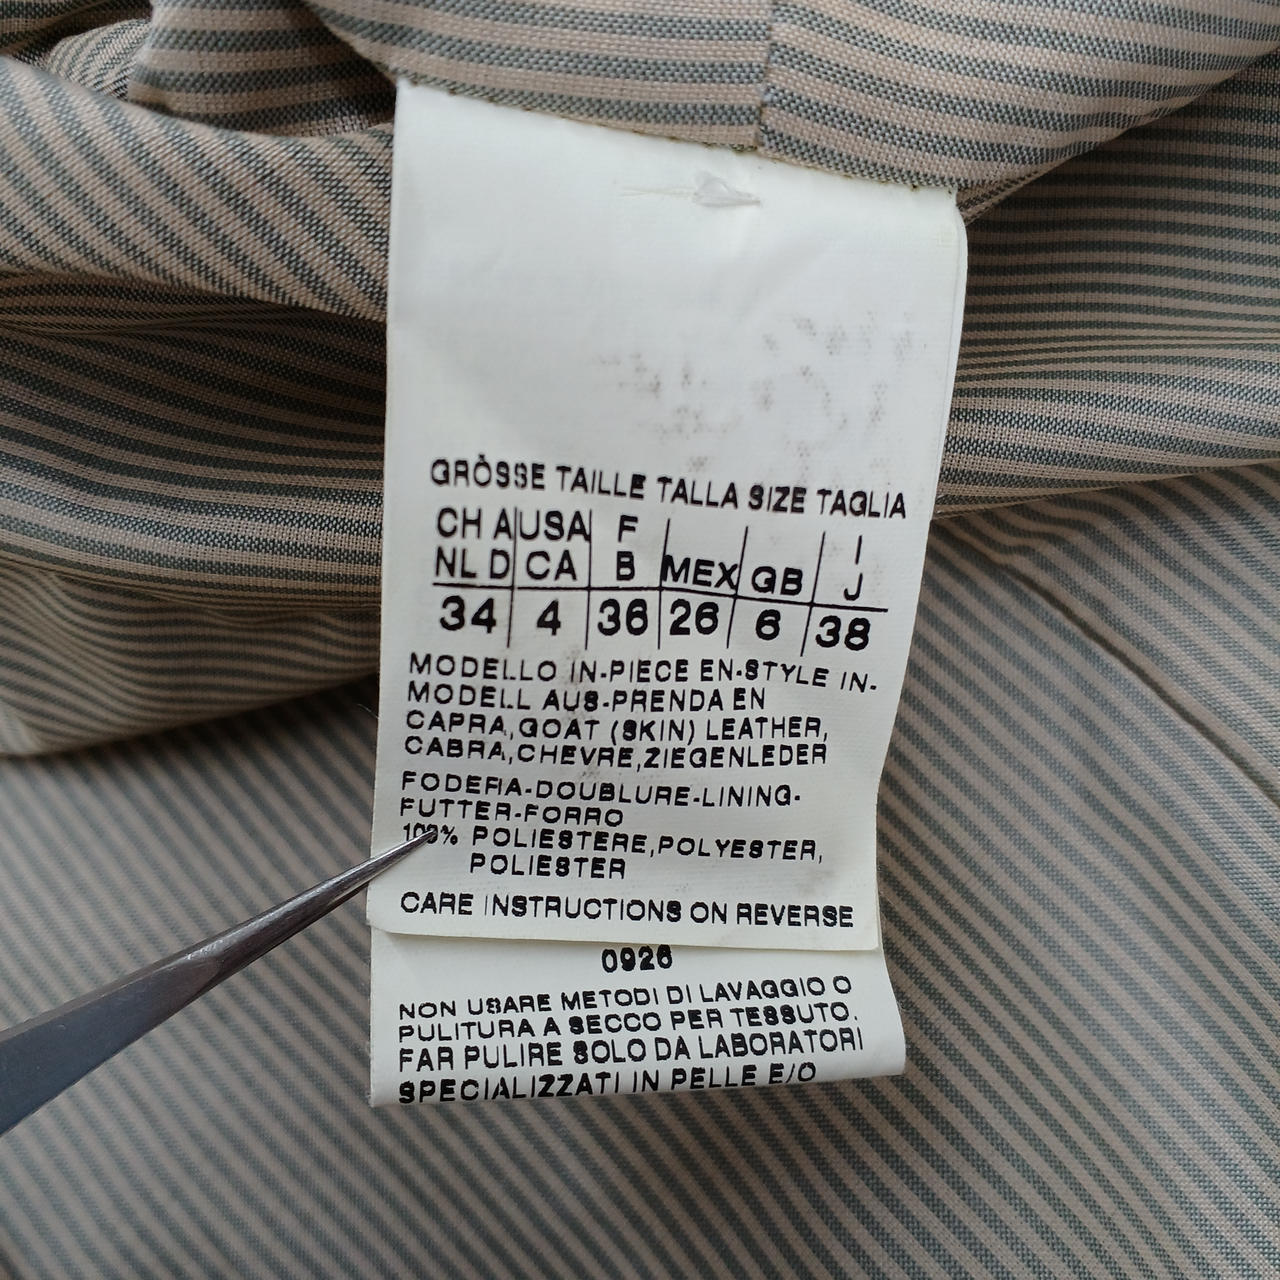 GRÖSSE TAILLE TALLA SIZE TAGLIA
CH A USA F I
NL D CA B MEX GB J
34 4 36 26 6 38
MODELLO IN-PIECE EN-STYLE IN-
MODELL AUS-PRENDA EN
CAPRA,GOAT (SKIN) LEATHER,
CABRA,CHEVRE,ZIEGENLEDER
FODERA-DOUBLURE-LINING-
FUTTER-FORRO
100% POLIESTERE,POLYESTER,
POLIESTER
CARE INSTRUCTIONS ON REVERSE
0926
NON USARE METODI DI LAVAGGIO O
PULITURA A SECCO PER TESSUTO.
FAR PULIRE SOLO DA LABORATORI
SPECIALIZZATI IN PELLE E/O